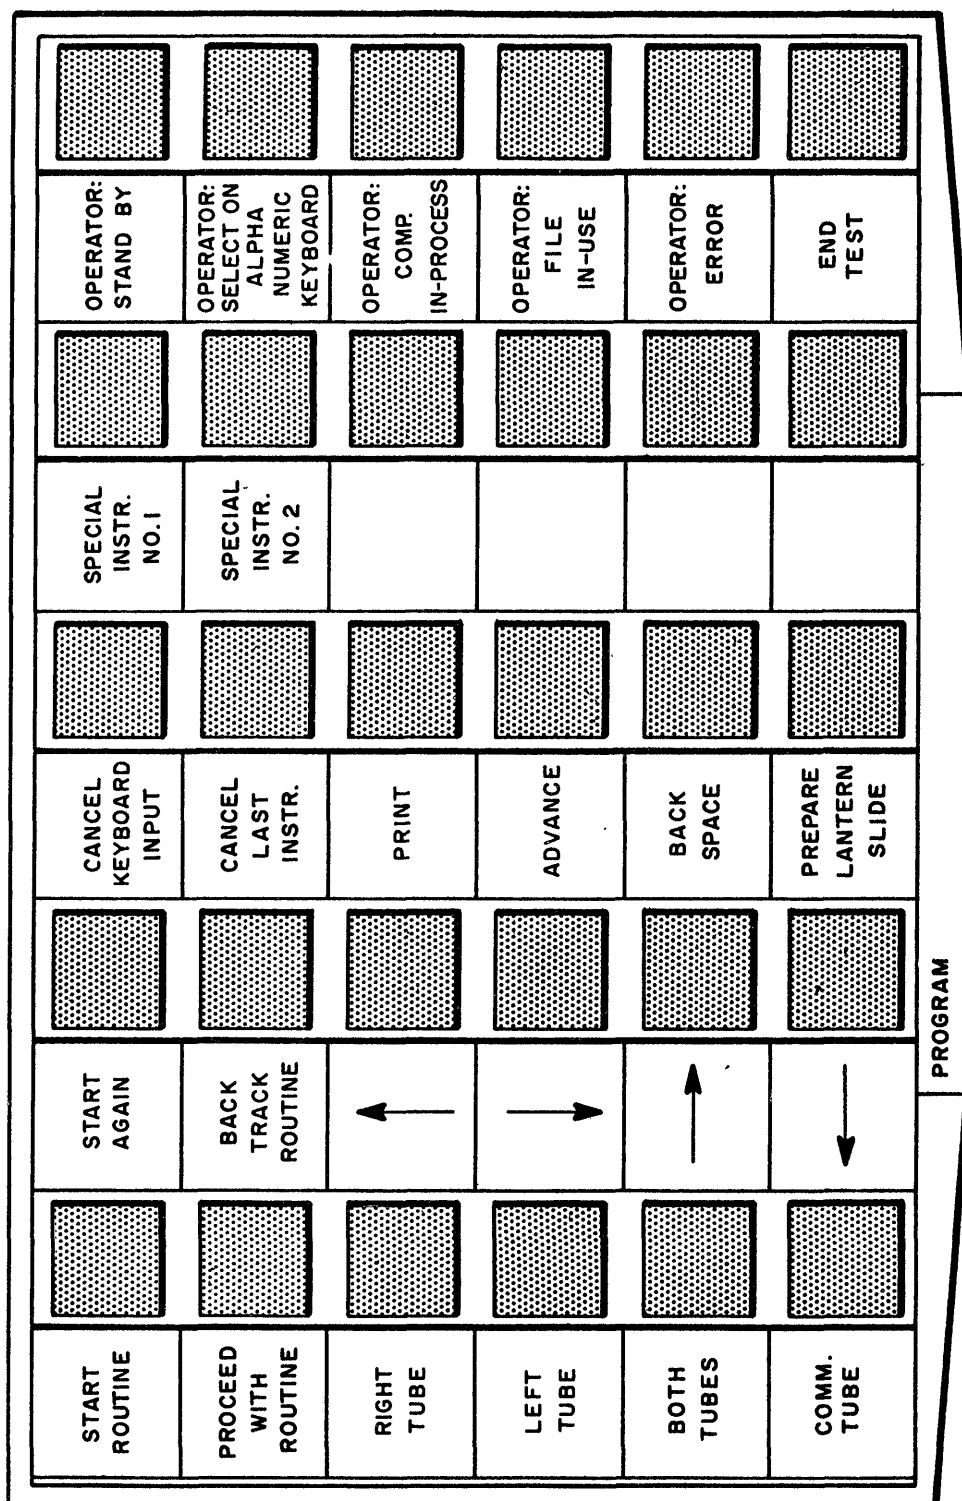 START
ROUTINE
START
AGAIN
CANCEL
KEYBOARD
INPUT
SPECIAL
INSTR.
NO.1
OPERATOR:
STAND BY
PROCEED
WITH
ROUTINE
BACK
TRACK
ROUTINE
CANCEL
LAST
INSTR.
SPECIAL
INSTR.
NO.2
OPERATOR:
SELECT ON
ALPHA
NUMERIC
KEYBOARD
RIGHT
TUBE
PRINT
OPERATOR:
COMP.
IN-PROCESS
LEFT
TUBE
ADVANCE
OPERATOR:
FILE
IN-USE
BOTH
TUBES
BACK
SPACE
OPERATOR:
ERROR
COMM.
TUBE
PREPARE
LANTERN
SLIDE
END
TEST
PROGRAM